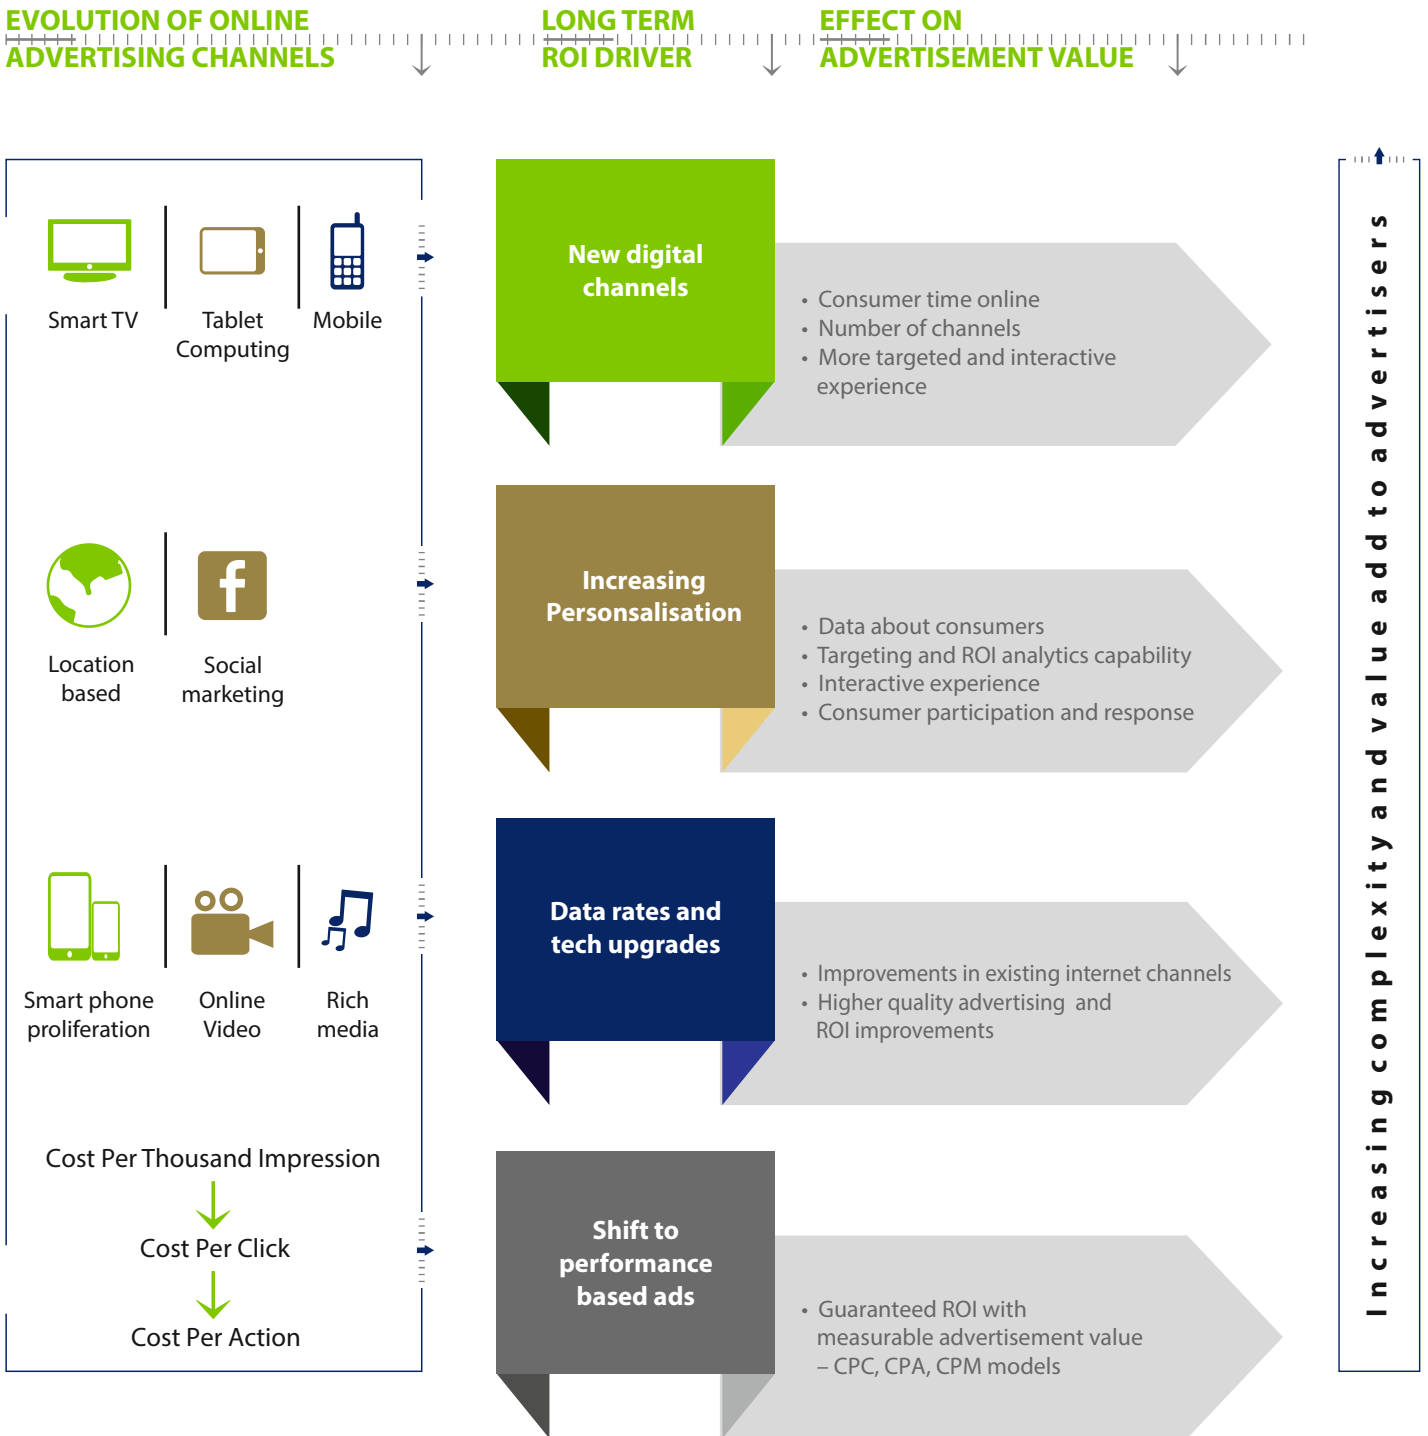 EVOLUTION OF ONLINE
ADVERTISING CHANNELS
LONG TERM
ROI DRIVER
EFFECT ON
ADVERTISEMENT VALUE
Smart TV
Tablet
Computing
Mobile
New digital
channels
• Consumer time online
• Number of channels
• More targeted and interactive
experience
Location
based
Social
marketing
Increasing
Personsalisation
• Data about consumers
• Targeting and ROI analytics capability
• Interactive experience
• Consumer participation and response
Smart phone
proliferation
Online
Video
Rich
media
Data rates and
tech upgrades
• Improvements in existing internet channels
• Higher quality advertising and
ROI improvements
Cost Per Thousand Impression
Cost Per Click
Cost Per Action
Shift to
performance
based ads
• Guaranteed ROI with
measurable advertisement value
– CPC, CPA, CPM models
Increasing complexity and value add to advertisers